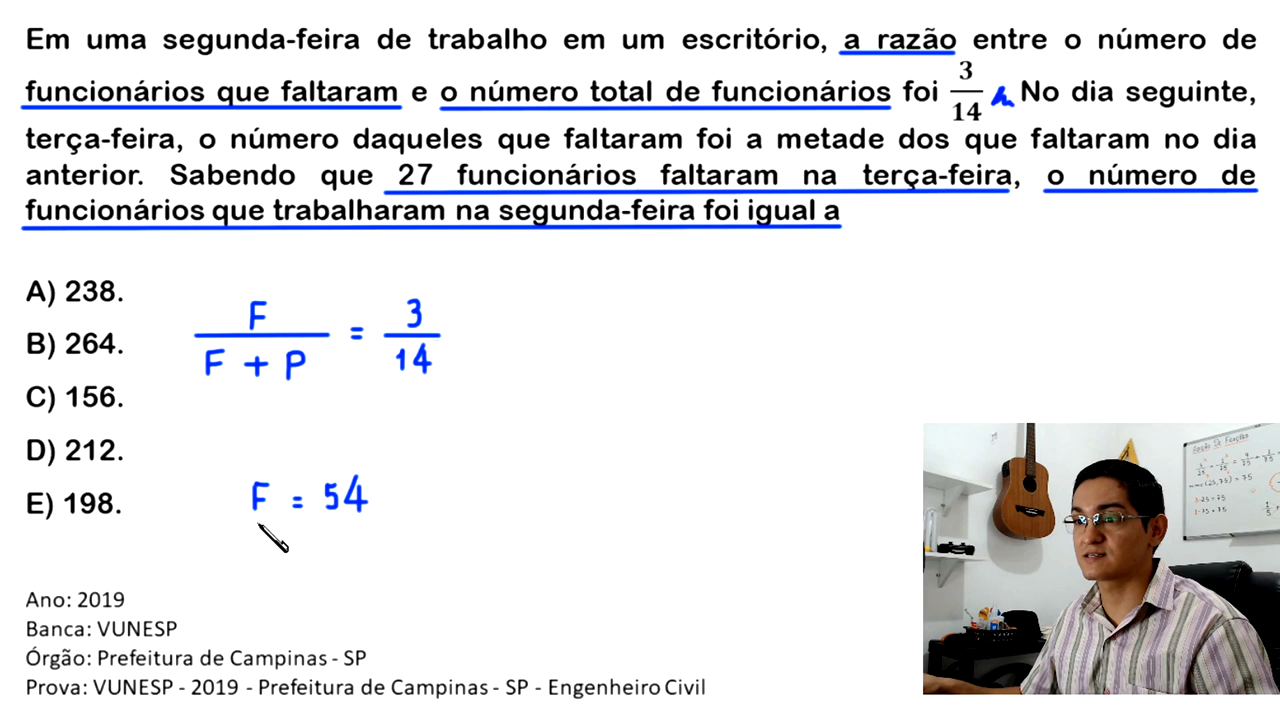 Em uma segunda-feira de trabalho em um escritório, a razão entre o número de
funcionários que faltaram e o número total de funcionários foi 3/14. No dia seguinte,
terça-feira, o número daqueles que faltaram foi a metade dos que faltaram no dia
anterior. Sabendo que 27 funcionários faltaram na terça-feira, o número de
funcionários que trabalharam na segunda-feira foi igual a
A) 238.
B) 264.
C) 156.
D) 212.
E) 198.
F / (F + P) = 3/14
F = 54
Ano: 2019
Banca: VUNESP
Órgão: Prefeitura de Campinas - SP
Prova: VUNESP - 2019 - Prefeitura de Campinas - SP - Engenheiro Civil